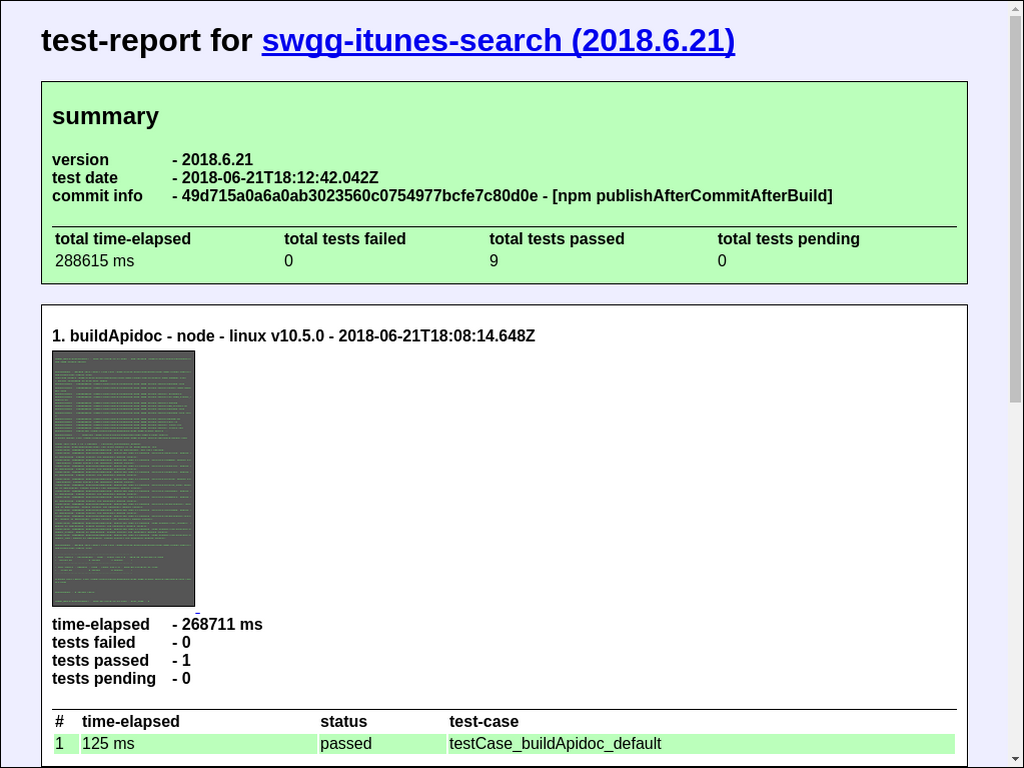 test-report for swgg-itunes-search (2018.6.21)
summary
version - 2018.6.21
test date - 2018-06-21T18:12:42.042Z
commit info - 49d715a0a6a0ab3023560c0754977bcfe7c80d0e - [npm publishAfterCommitAfterBuild]
total time-elapsed total tests failed total tests passed total tests pending
288615 ms 0 9 0
1. buildApidoc - node - linux v10.5.0 - 2018-06-21T18:08:14.648Z
time-elapsed - 268711 ms
tests failed - 0
tests passed - 1
tests pending - 0
# time-elapsed status test-case
1 125 ms passed testCase_buildApidoc_default